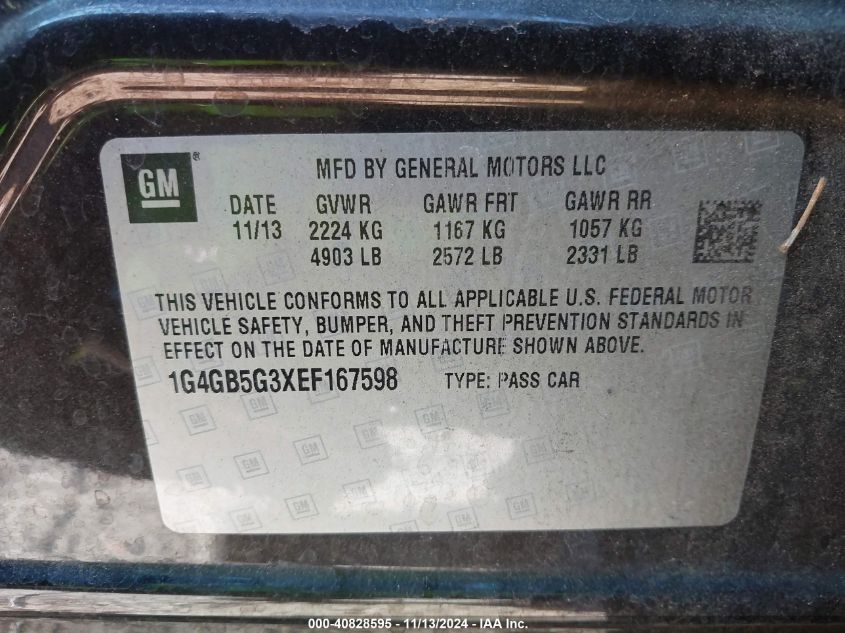 GM ®
MFD BY GENERAL MOTORS LLC
DATE GVWR GAWR FRT GAWR RR
11/13 2224 KG 1167 KG 1057 KG
4903 LB 2572 LB 2331 LB
THIS VEHICLE CONFORMS TO ALL APPLICABLE U.S. FEDERAL MOTOR
VEHICLE SAFETY, BUMPER, AND THEFT PREVENTION STANDARDS IN
EFFECT ON THE DATE OF MANUFACTURE SHOWN ABOVE.
1G4GB5G3XEF167598 TYPE: PASS CAR
000-40828595 - 11/13/2024 - IAA Inc.